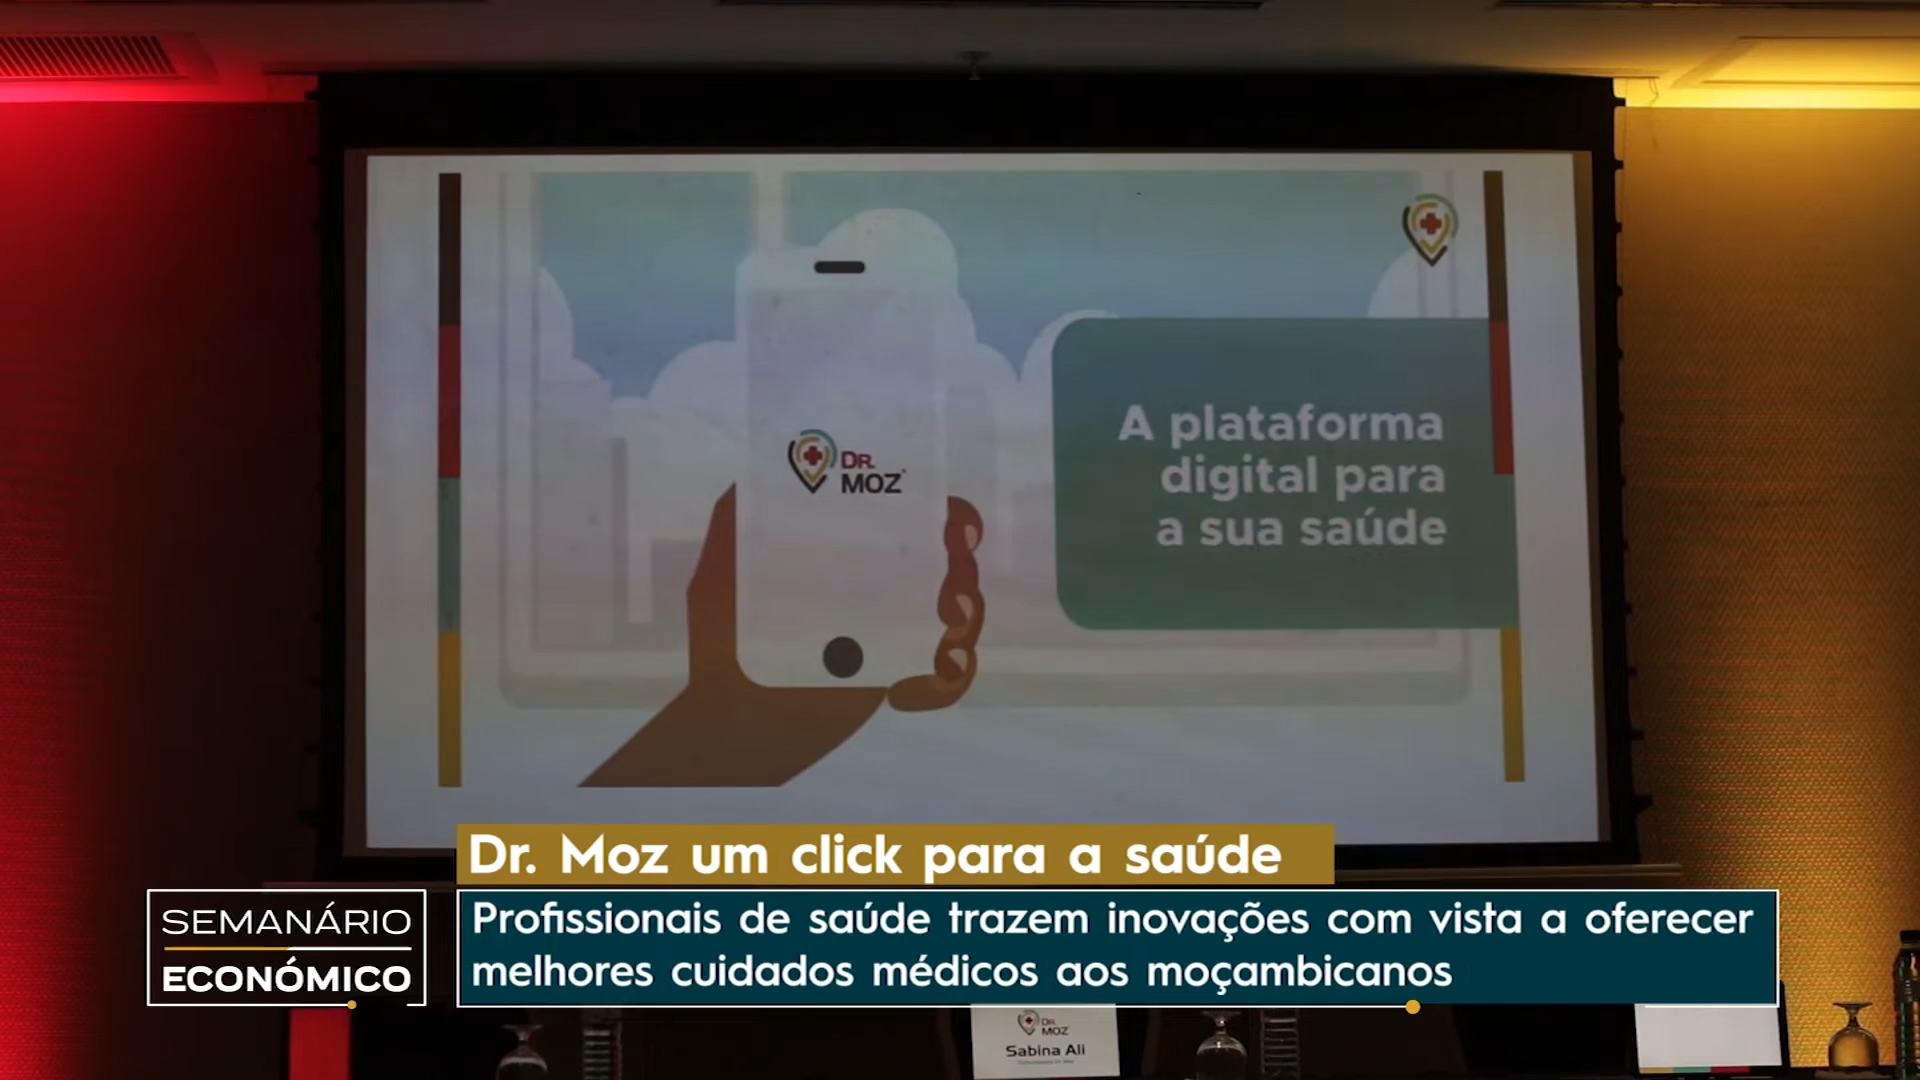 DR.
MOZ
A plataforma
digital para
a sua saúde
Dr. Moz um click para a saúde
SEMANÁRIO
ECONÓMICO
Profissionais de saúde trazem inovações com vista a oferecer
melhores cuidados médicos aos moçambicanos
DR.
MOZ
Sabina Ali